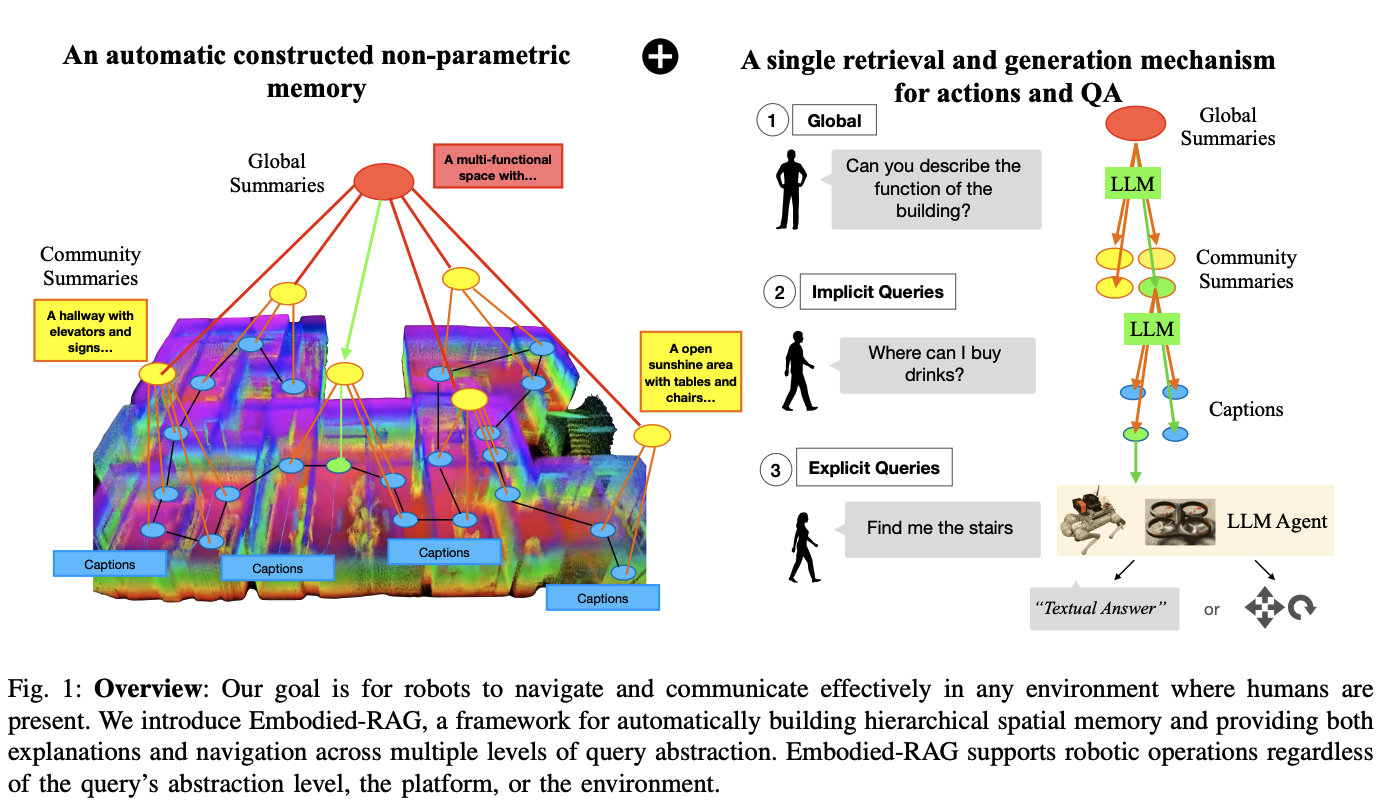 An automatic constructed non-parametric
memory
Global
Summaries
A multi-functional
space with...
Community
Summaries
A hallway with
elevators and
signs...
A open
sunshine area
with tables and
chairs...
Captions
Captions
Captions
Captions
A single retrieval and generation mechanism
for actions and QA
1 Global
Can you describe the
function of the
building?
2 Implicit Queries
Where can I buy
drinks?
3 Explicit Queries
Find me the stairs
Global
Summaries
LLM
Community
Summaries
LLM
Captions
LLM Agent
“Textual Answer”
or
Fig. 1: Overview: Our goal is for robots to navigate and communicate effectively in any environment where humans are
present. We introduce Embodied-RAG, a framework for automatically building hierarchical spatial memory and providing both
explanations and navigation across multiple levels of query abstraction. Embodied-RAG supports robotic operations regardless
of the query’s abstraction level, the platform, or the environment.